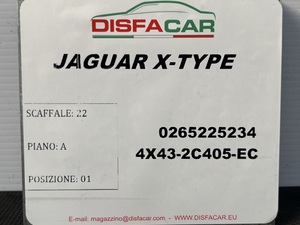 DISFACAR
JAGUAR X-TYPE
SCAFFALE: 22
PIANO: A
POSIZIONE: 01
0265225234
4X43-2C405-EC
E-mail: magazzino@disfacar.com - WWW.DISFACAR.EU